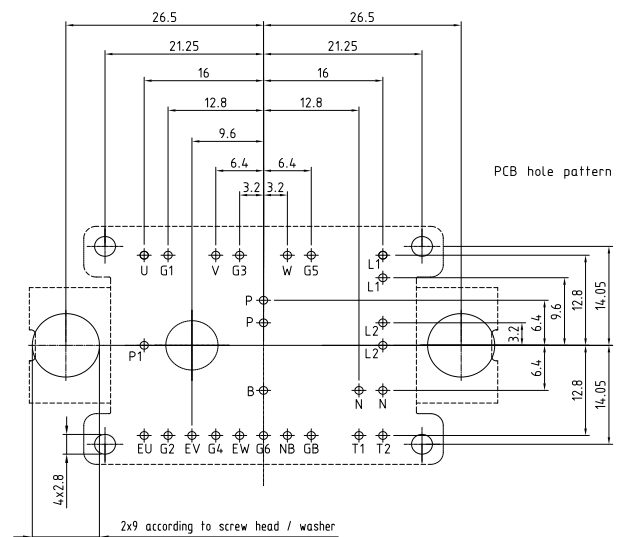 26.5 26.5
21.25 21.25
16 16
12.8 12.8
9.6
6.4 6.4
3.2 3.2
PCB hole pattern
U G1 V G3 W G5 L1
L1
P
P L2
P1 L2
B N N
EU G2 EV G4 EW G6 NB GB T1 T2
3.2 6.4 9.6 12.8 14.05
6.4 12.8 14.05
4x2.8
2x9 according to screw head / washer